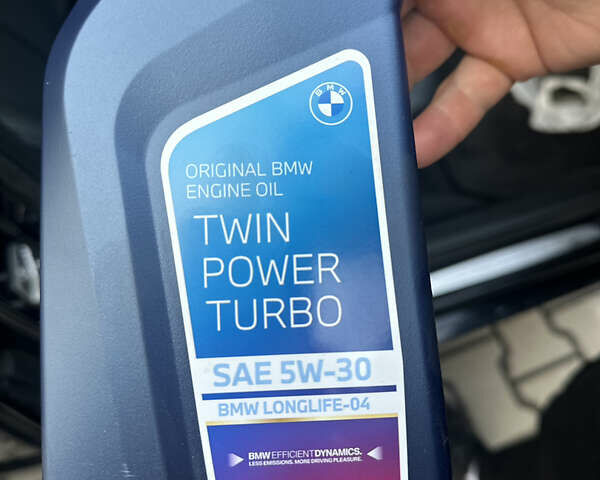 BMW
ORIGINAL BMW
ENGINE OIL
TWIN
POWER
TURBO
SAE 5W-30
BMW LONGLIFE-04
BMW EFFICIENTDYNAMICS.
LESS EMISSIONS. MORE DRIVING PLEASURE.